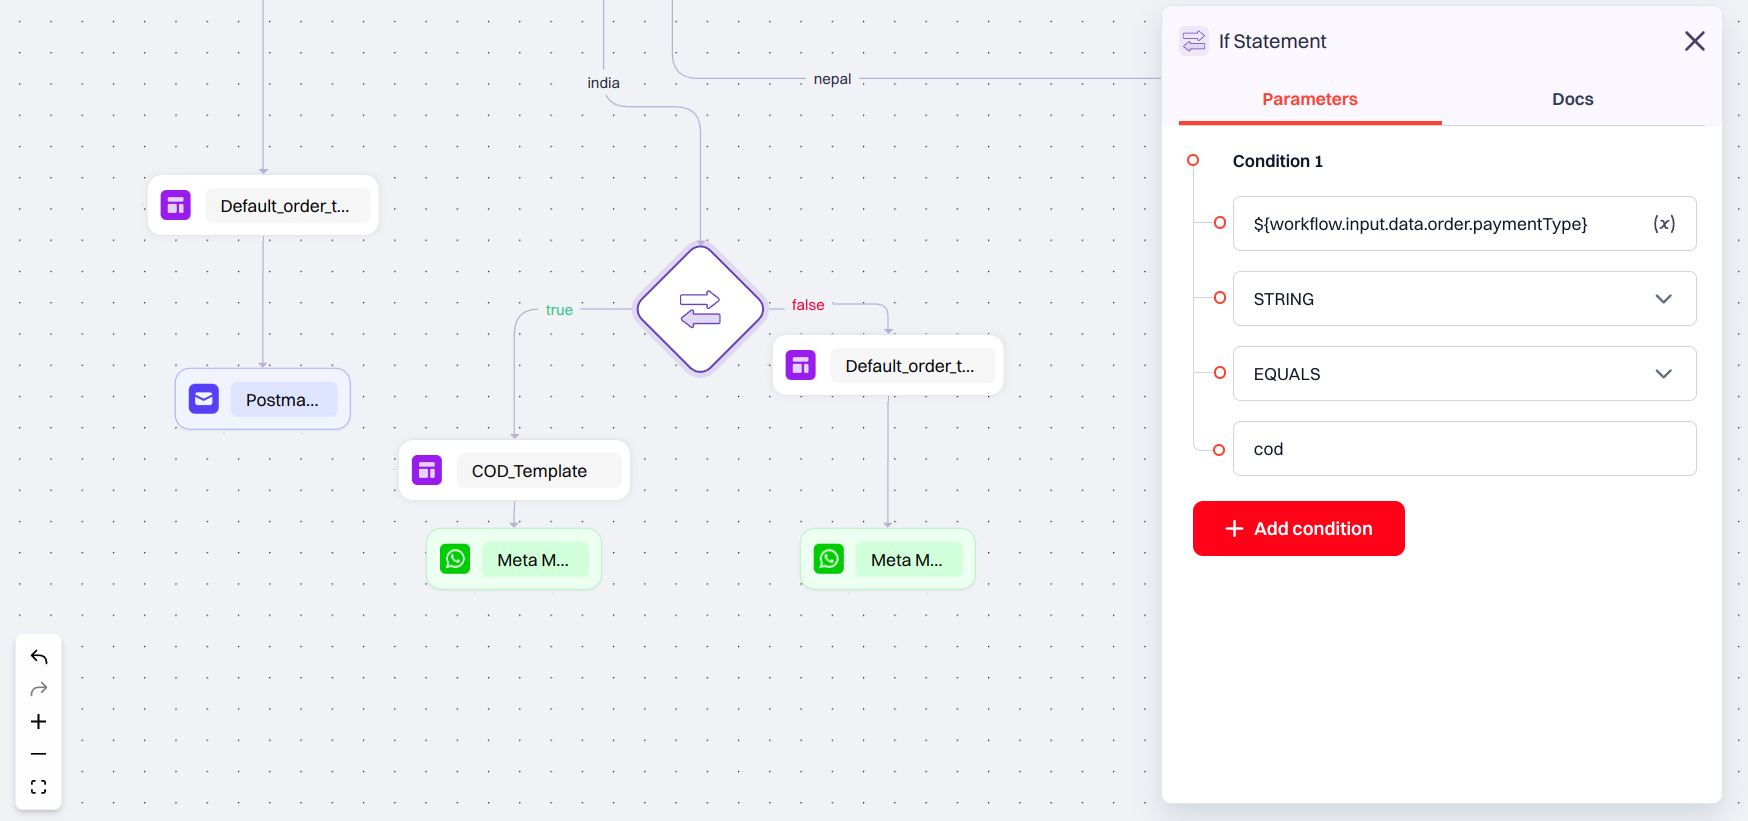 india
nepal
Default_order_t...
true
false
Default_order_t...
Postma...
COD_Template
Meta M...
Meta M...
If Statement
Parameters
Docs
Condition 1
${workflow.input.data.order.paymentType}
(x)
STRING
EQUALS
cod
Add condition